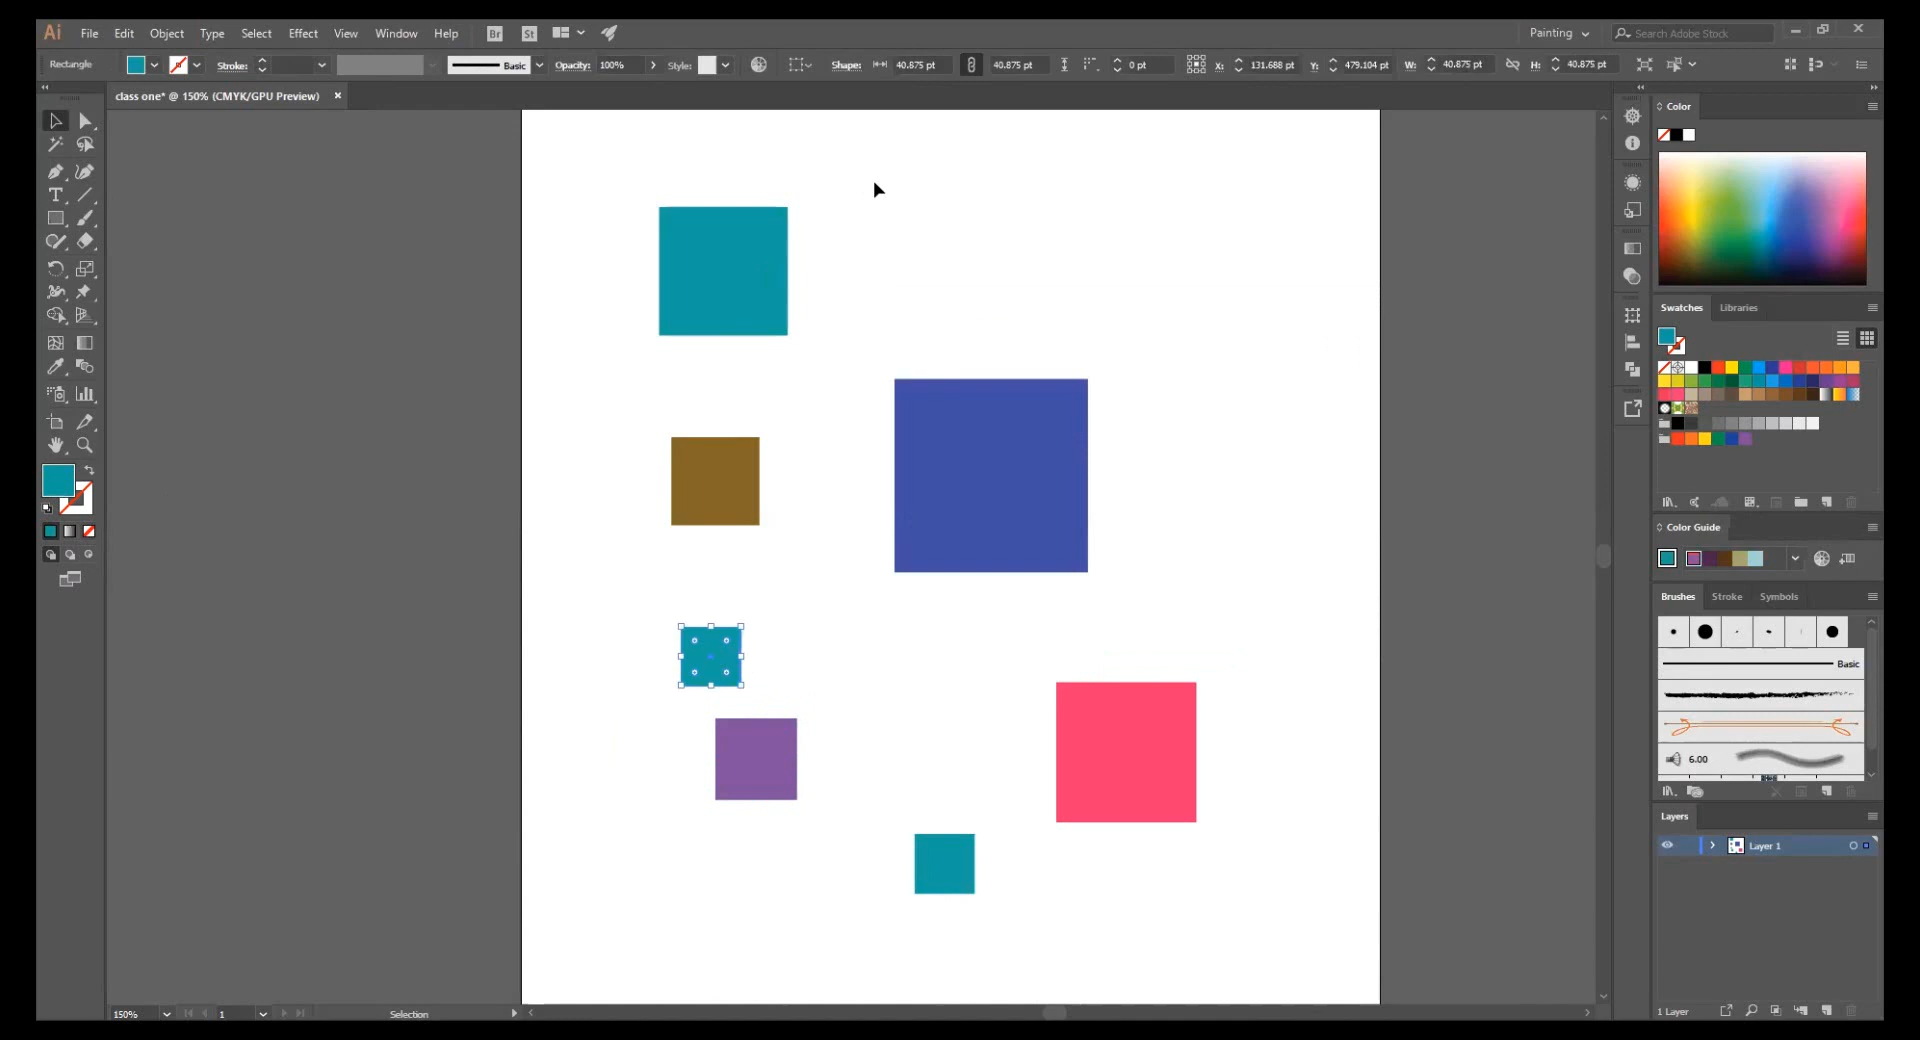 Ai File Edit Object Type Select Effect View Window Help Br St Painting Search Adobe Stock
Rectangle Stroke: Basic Opacity: 100% Style: Shape: 40.875 pt 40.875 pt 0 pt X: 131.688 pt Y: 479.104 pt W: 40.875 pt H: 40.875 pt
class one* @ 150% (CMYK/GPU Preview)
Color
Swatches Libraries
Color Guide
Brushes Stroke Symbols
Basic
6.00
Layers
Layer 1
1 Layer
150% 1 Selection